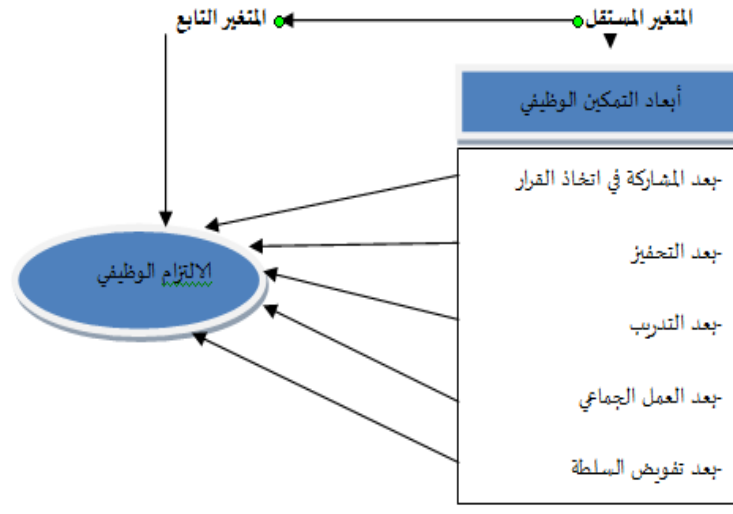 المتغير المستقل
المتغير التابع
أبعاد التمكين الوظيفي
-بعد المشاركة في اتخاذ القرار
-بعد التحفيز
-بعد التدريب
-بعد العمل الجماعي
-بعد تفويض السلطة
الالتزام الوظيفي